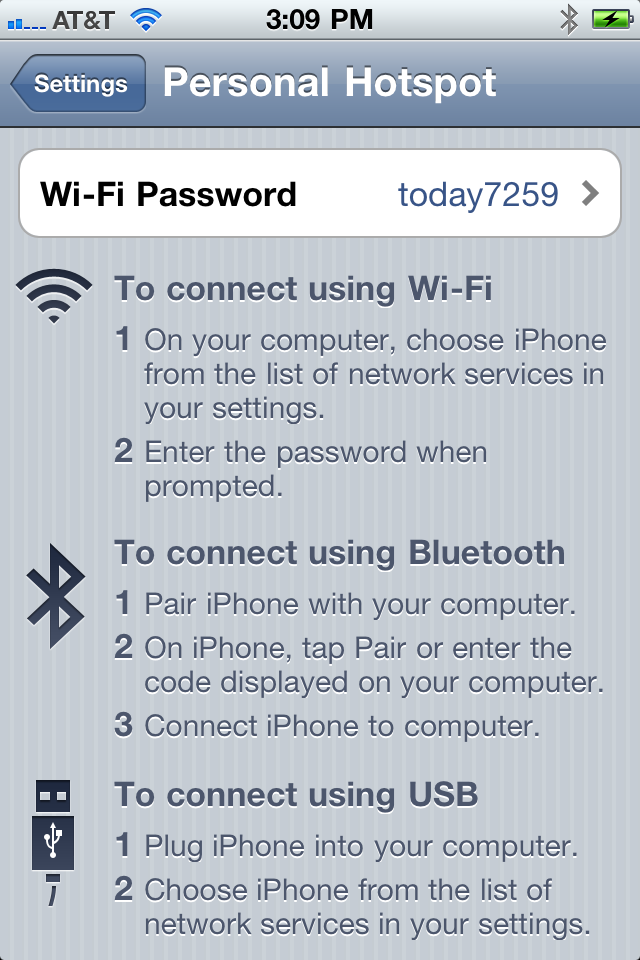 AT&T 3:09 PM
Settings Personal Hotspot
Wi-Fi Password today7259
To connect using Wi-Fi
1 On your computer, choose iPhone
from the list of network services in
your settings.
2 Enter the password when
prompted.
To connect using Bluetooth
1 Pair iPhone with your computer.
2 On iPhone, tap Pair or enter the
code displayed on your computer.
3 Connect iPhone to computer.
To connect using USB
1 Plug iPhone into your computer.
2 Choose iPhone from the list of
network services in your settings.